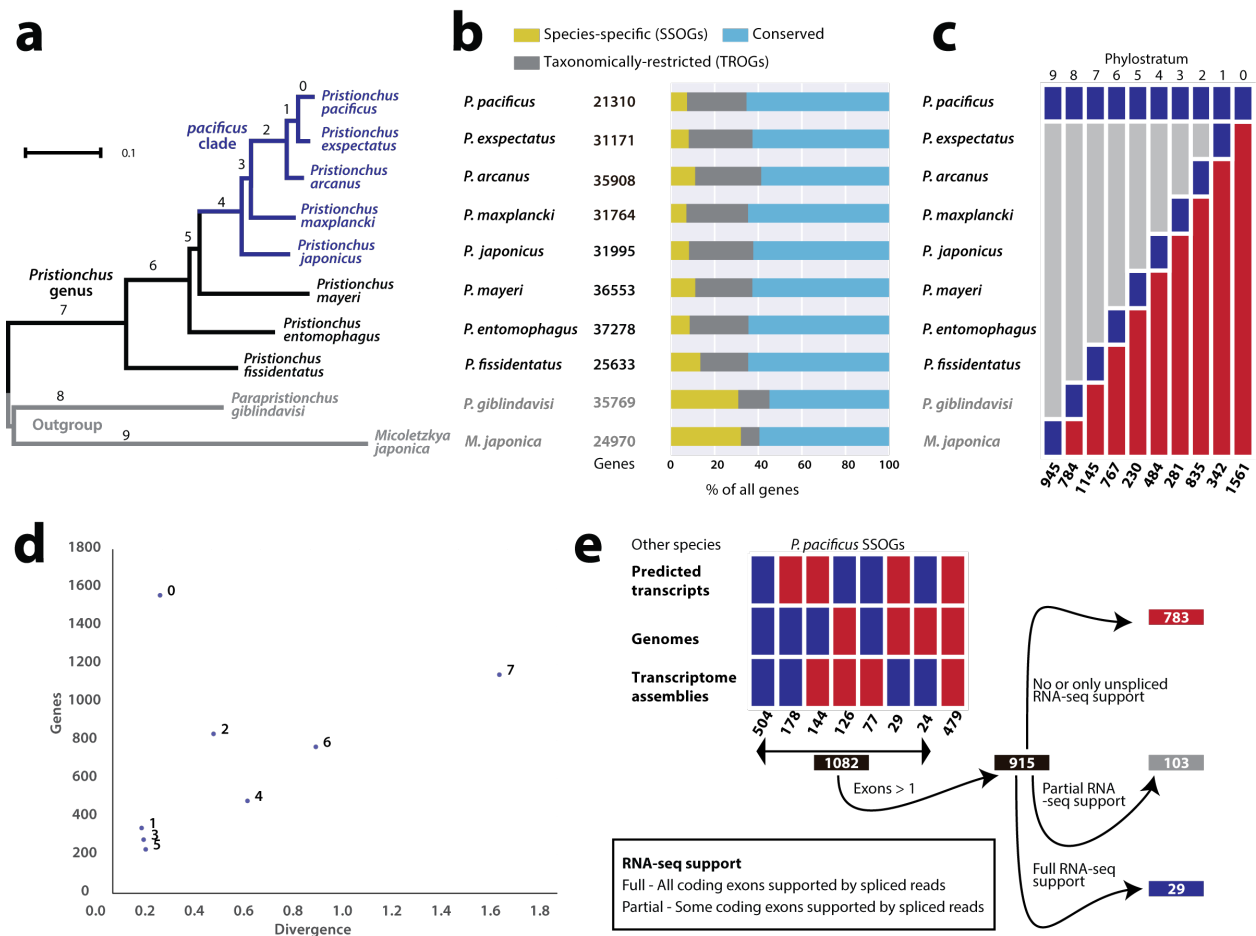 a
0
1
2
3
4
5
6
7
8
9
Pristionchus
pacificus
pacificus
clade
Pristionchus
exspectatus
Pristionchus
arcanus
Pristionchus
maxplancki
Pristionchus
japonicus
Pristionchus
genus
Pristionchus
mayeri
Pristionchus
entomophagus
Pristionchus
fissidentatus
Parapristionchus
giblindavisi
Outgroup
Micoletzkya
japonica
0.1
b
Species-specific (SSOGs)
Conserved
Taxonomically-restricted (TROGs)
P. pacificus 21310
P. exspectatus 31171
P. arcanus 35908
P. maxplancki 31764
P. japonicus 31995
P. mayeri 36553
P. entomophagus 37278
P. fissidentatus 25633
P. giblindavisi 35769
M. japonica 24970
Genes
0 20 40 60 80 100
% of all genes
c
Phylostratum
9 8 7 6 5 4 3 2 1 0
P. pacificus
P. exspectatus
P. arcanus
P. maxplancki
P. japonicus
P. mayeri
P. entomophagus
P. fissidentatus
P. giblindavisi
M. japonica
945 784 1145 767 230 484 281 835 342 1561
d
1800
1600
1400
1200
1000
800
600
400
200
0
Genes
0
7
2
6
4
1
3
5
0.0 0.2 0.4 0.6 0.8 1.0 1.2 1.4 1.6 1.8
Divergence
e
Other species
P. pacificus SSOGs
Predicted
transcripts
Genomes
Transcriptome
assemblies
504 178 144 126 77 29 24 479
1082
Exons > 1
915
No or only unspliced
RNA-seq support
783
Partial RNA
-seq support
103
Full RNA-seq
support
29
RNA-seq support
Full - All coding exons supported by spliced reads
Partial - Some coding exons supported by spliced reads